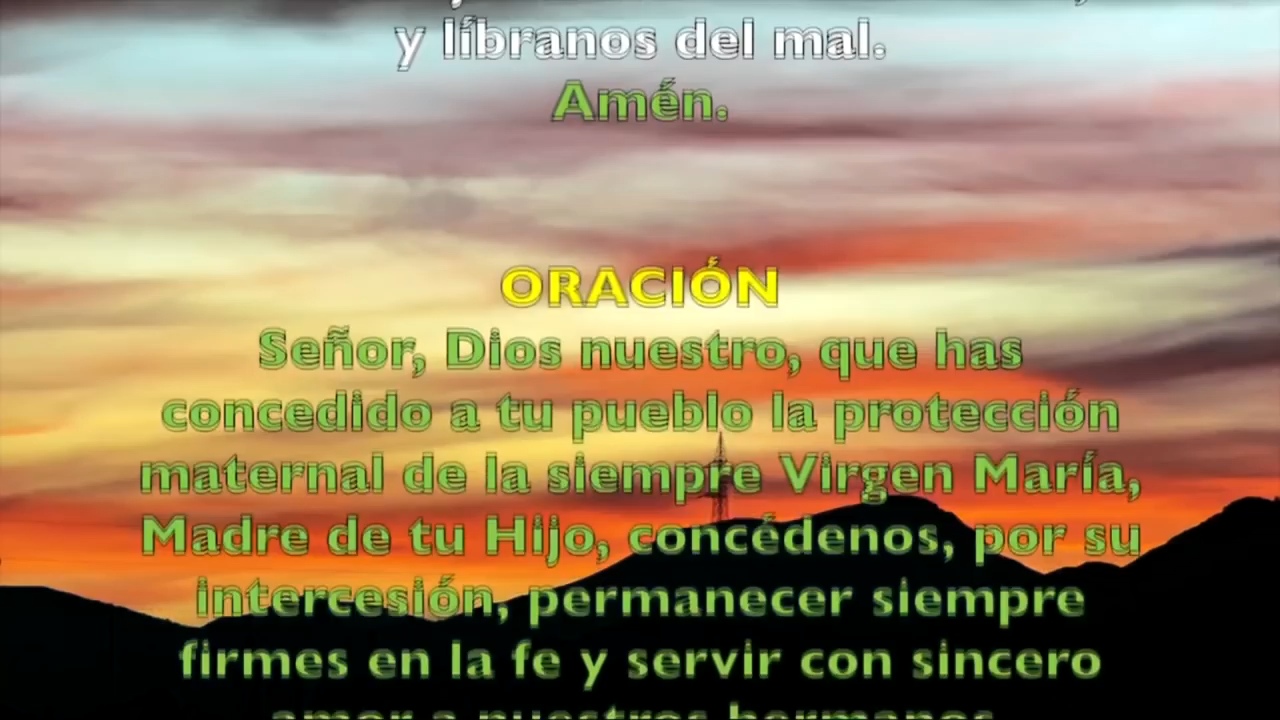 y líbranos del mal.
Amén.
ORACIÓN
Señor, Dios nuestro, que has
concedido a tu pueblo la protección
maternal de la siempre Virgen María,
Madre de tu Hijo, concédenos, por su
intercesión, permanecer siempre
firmes en la fe y servir con sincero
amor a nuestros hermanos.